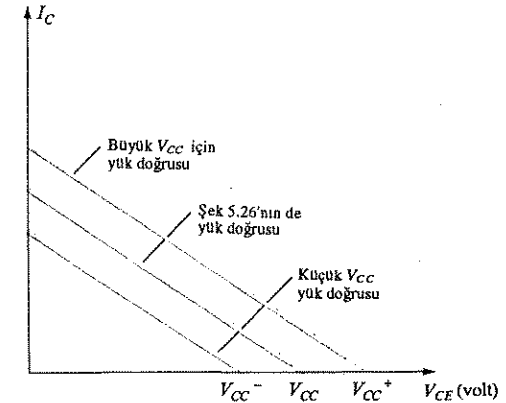 I_C
Büyük V_CC için
yük doğrusu
Şek 5.26'nın de
yük doğrusu
Küçük V_CC
yük doğrusu
V_CC⁻ V_CC V_CC⁺ V_CE (volt)